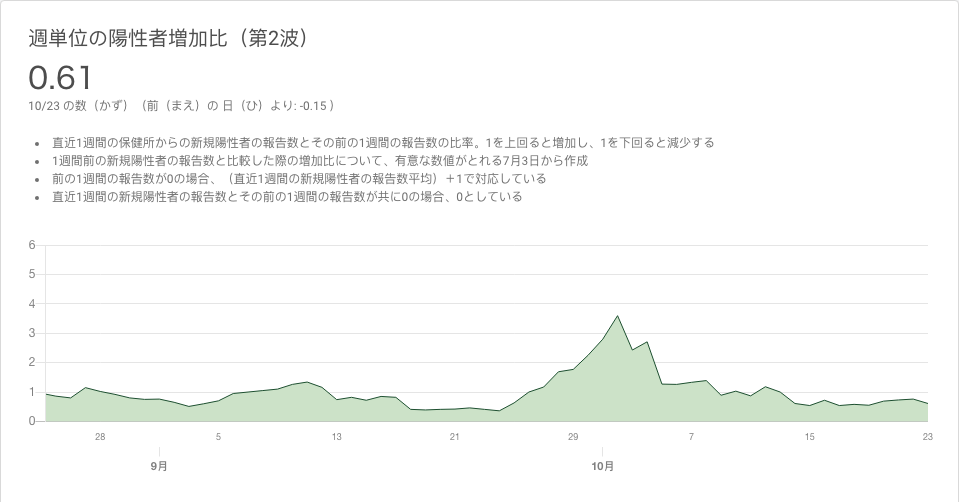 週単位の陽性者増加比（第2波）
0.61
10/23 の数（かず）（前（まえ）の 日（ひ）より: -0.15 ）
• 直近1週間の保健所からの新規陽性者の報告数とその前の1週間の報告数の比率。1を上回ると増加し、1を下回ると減少する
• 1週間前の新規陽性者の報告数と比較した際の増加比について、有意な数値がとれる7月3日から作成
• 前の1週間の報告数が0の場合、（直近1週間の新規陽性者の報告数平均）＋1で対応している
• 直近1週間の新規陽性者の報告数とその前の1週間の報告数が共に0の場合、0としている
6
5
4
3
2
1
0
28 5 13 21 29 7 15 23
9月 10月